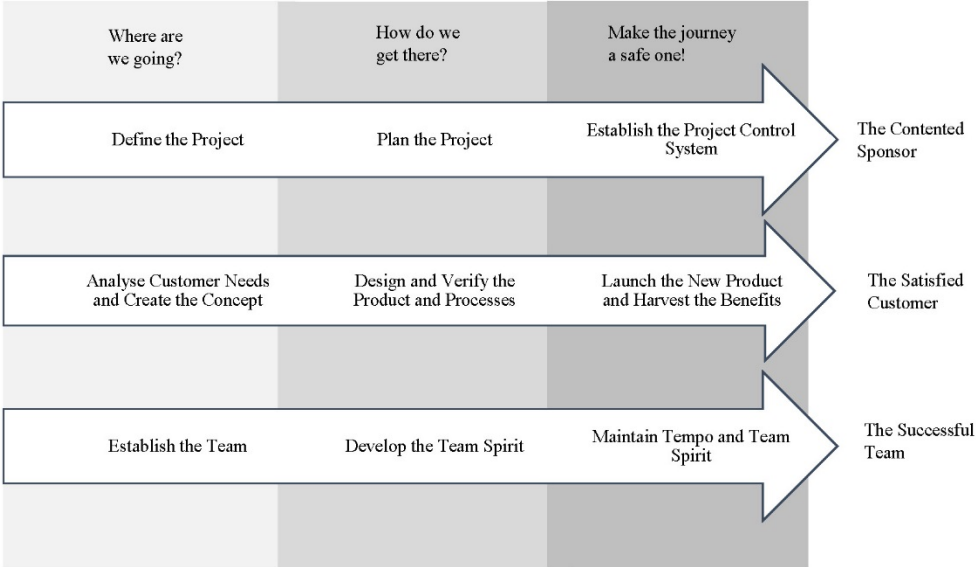 Where are
we going?
How do we
get there?
Make the journey
a safe one!
Define the Project
Plan the Project
Establish the Project Control
System
The Contented
Sponsor
Analyse Customer Needs
and Create the Concept
Design and Verify the
Product and Processes
Launch the New Product
and Harvest the Benefits
The Satisfied
Customer
Establish the Team
Develop the Team Spirit
Maintain Tempo and Team
Spirit
The Successful
Team